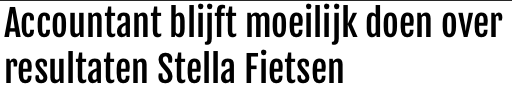 Accountant blijft moeilijk doen over
resultaten Stella Fietsen